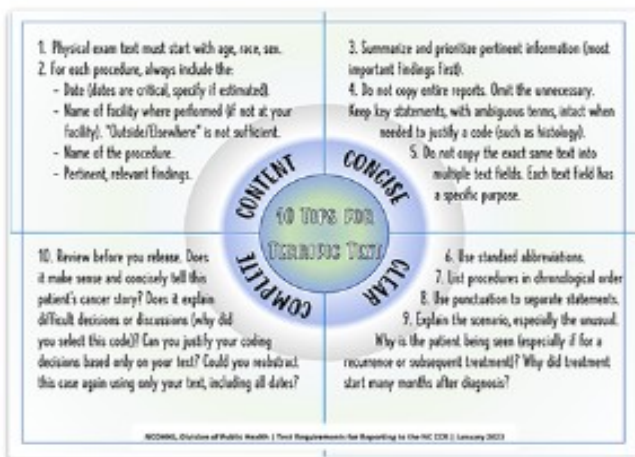 1. Physical exam text must start with age, race, sex.
2. For each procedure, always include the:
- Date (dates are critical, specify if estimated).
- Name of facility where performed (if not at your
facility). "Outside/Elsewhere" is not sufficient.
- Name of the procedure.
- Pertinent, relevant findings.
3. Summarize and prioritize pertinent information (most
important findings first).
4. Do not copy entire reports. Omit the unnecessary.
Keep key statements, with ambiguous terms, intact when
needed to justify a code (such as histology).
5. Do not copy the exact same text into
multiple text fields. Each text field has
a specific purpose.
CONTENT
CONCISE
10 TIPS FOR
TERRIFIC TEXT
COMPLETE
CLEAR
10. Review before you release. Does
it make sense and concisely tell this
patient's cancer story? Does it explain
difficult decisions or discussions (why did
you select this code)? Can you justify your coding
decisions based only on your text? Could you reabstract
this case again using only your text, including all dates?
6. Use standard abbreviations.
7. List procedures in chronological order
8. Use punctuation to separate statements.
9. Explain the scenario, especially the unusual.
Why is the patient being seen (especially if for a
recurrence or subsequent treatment)? Why did treatment
start many months after diagnosis?
NCDHHS, Division of Public Health | Text Requirements for Reporting to the NC CCR | January 2023